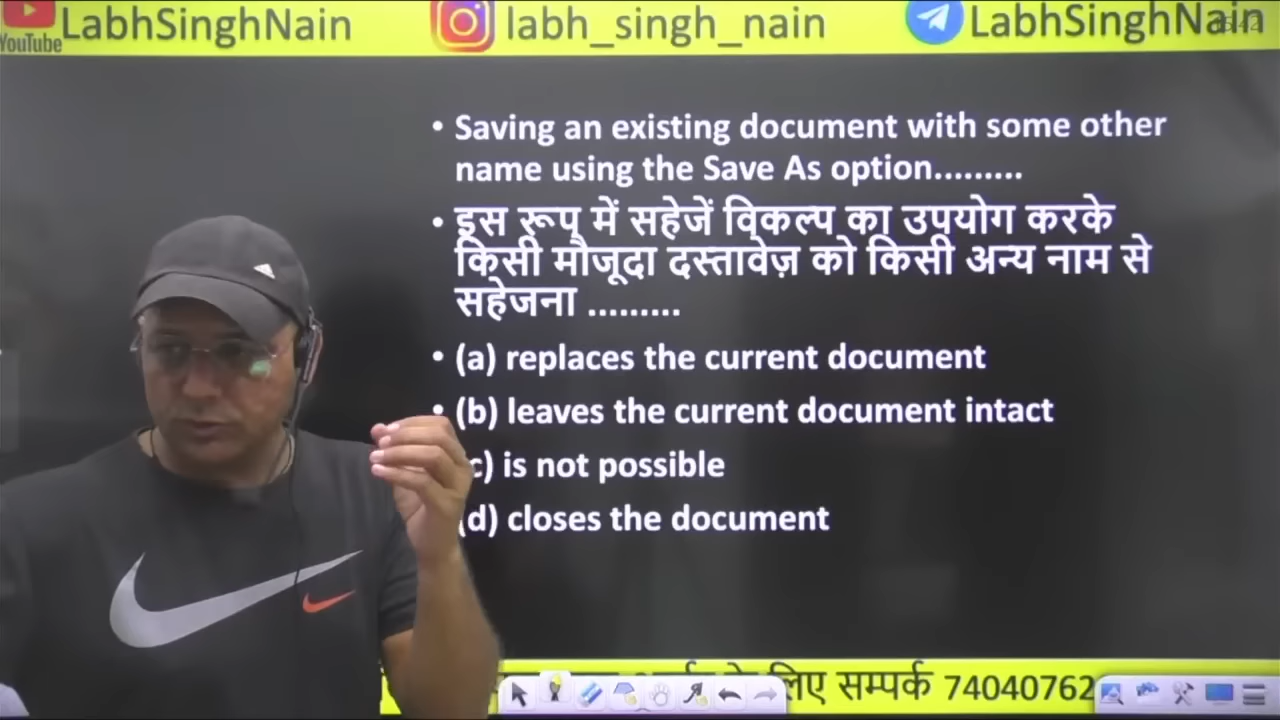 YouTube LabhSinghNain labh_singh_nain LabhSinghNain
• Saving an existing document with some other
name using the Save As option.........
• इस रूप में सहेजें विकल्प का उपयोग करके
किसी मौजूदा दस्तावेज़ को किसी अन्य नाम से
सहेजना .........
• (a) replaces the current document
• (b) leaves the current document intact
c) is not possible
(d) closes the document
के लिए सम्पर्क 74040762